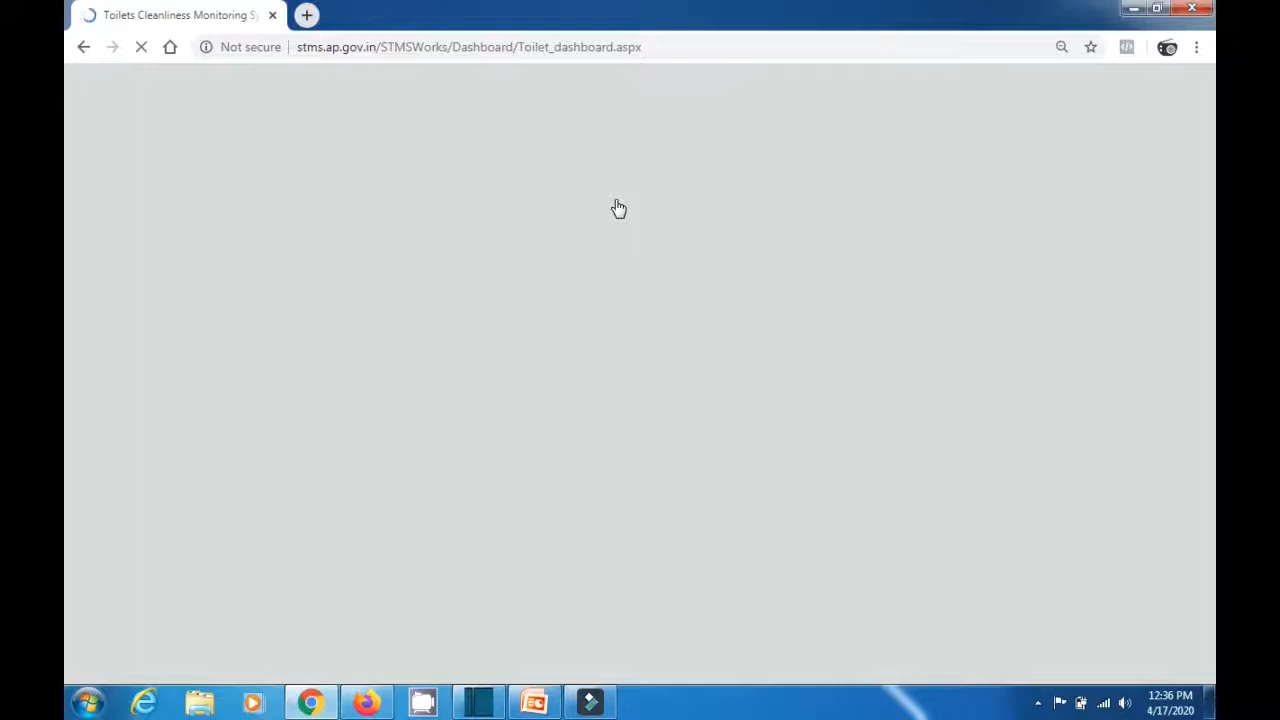 Toilets Cleanliness Monitoring Sy
Not secure
stms.ap.gov.in/STMSWorks/Dashboard/Toilet_dashboard.aspx
12:36 PM
4/17/2020